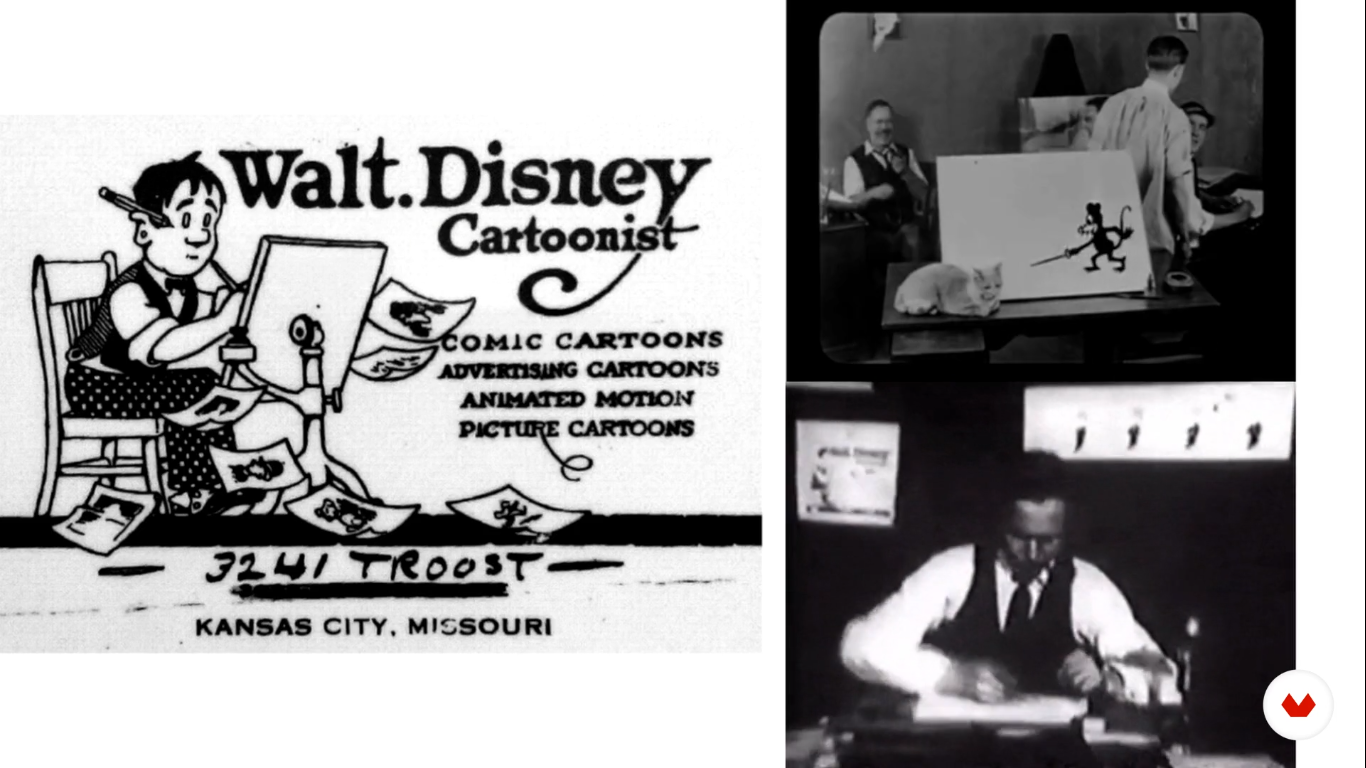 Walt. Disney
Cartoonist
COMIC CARTOONS
ADVERTISING CARTOONS
ANIMATED MOTION
PICTURE CARTOONS
— 3241 TROOST —
KANSAS CITY, MISSOURI